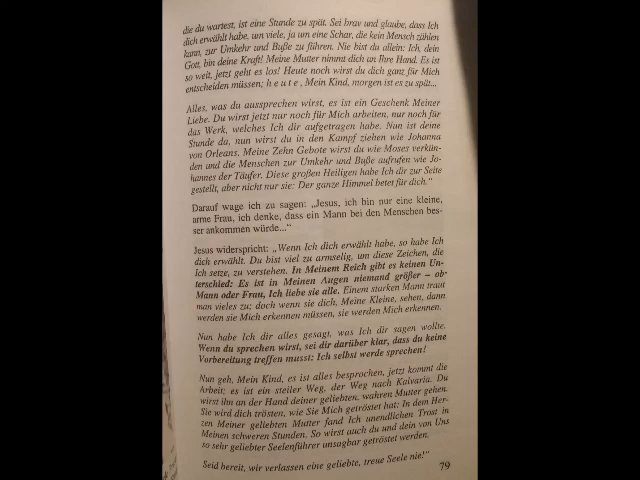 die du wartest, ist eine Stunde zu spät. Sei brav und glaube, dass Ich
dich erwählt habe, um viele, ja um eine Schar, die kein Mensch zählen
kann, zur Umkehr und Buße zu führen. Nie bist du allein: Ich, dein
Gott, bin deine Kraft! Meine Mutter nimmt dich an Ihre Hand. Es ist
so weit, jetzt geht es los! Heute noch wirst du dich ganz für Mich
entscheiden müssen; h e u t e , Mein Kind, morgen ist es zu spät...
Alles, was du aussprechen wirst, es ist ein Geschenk Meiner
Liebe. Du wirst jetzt nur noch für Mich arbeiten, nur noch für
das Werk, welches Ich dir aufgetragen habe. Nun ist deine
Stunde da, nun wirst du in den Kampf ziehen wie Johanna
von Orleans. Meine Zehn Gebote wirst du wie Moses verkün-
den und die Menschen zur Umkehr und Buße aufrufen wie Jo-
hannes der Täufer. Diese großen Heiligen habe Ich dir zur Seite
gestellt, aber nicht nur sie: Der ganze Himmel betet für dich.“
Darauf wage ich zu sagen: „Jesus, ich bin nur eine kleine,
arme Frau, ich denke, dass ein Mann bei den Menschen bes-
ser ankommen würde...“
Jesus widerspricht: „Wenn Ich dich erwählt habe, so habe Ich
dich erwählt. Du bist viel zu armselig, um diese Zeichen, die
Ich setze, zu verstehen. In Meinem Reich gibt es keinen Un-
terschied: Es ist in Meinen Augen niemand größer – ob
Mann oder Frau, Ich liebe sie alle. Einem starken Mann traut
man vieles zu; doch wenn sie dich, Meine Kleine, sehen, dann
werden sie Mich erkennen müssen, sie werden Mich erkennen.
Nun habe Ich dir alles gesagt, was Ich dir sagen wollte.
Wenn du sprechen wirst, sei dir darüber klar, dass du keine
Vorbereitung treffen musst: Ich selbst werde sprechen!
Nun geh, Mein Kind, es ist alles besprochen, jetzt kommt die
Arbeit; es ist ein steiler Weg, der Weg nach Kalvaria. Du
wirst ihn an der Hand deiner geliebten, wahren Mutter gehen.
Sie wird dich trösten, wie Sie Mich getröstet hat: In dem Her-
zen Meiner geliebten Mutter fand Ich unendlichen Trost in
Meinen schweren Stunden. So wirst auch du und dein von Uns
so sehr geliebter Seelenführer unsagbar getröstet werden.
Seid bereit, wir verlassen eine geliebte, treue Seele nie!“
79